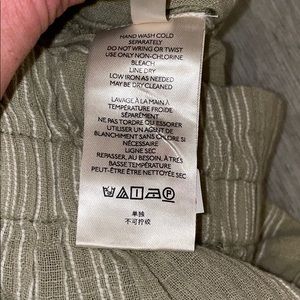 HAND WASH COLD
SEPARATELY
DO NOT WRING OR TWIST
USE ONLY NON-CHLORINE
BLEACH
LINE DRY
LOW IRON AS NEEDED
MAY BE DRY CLEANED
LAVAGE À LA MAIN À
TEMPÉRATURE FROIDE
SÉPARÉMENT
NE PAS TORDRE OU ESSORER
UTILISER UN AGENT DE
BLANCHIMENT SANS CHLORE SI
NÉCESSAIRE
LIGNE SEC
REPASSER, AU BESOIN, À TRÈS
BASSE TEMPÉRATURE
PEUT-ÊTRE ÊTRE NETTOYÉE SEC
单独
不可拧绞